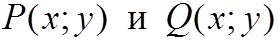 P(x; y) и Q(x; y)